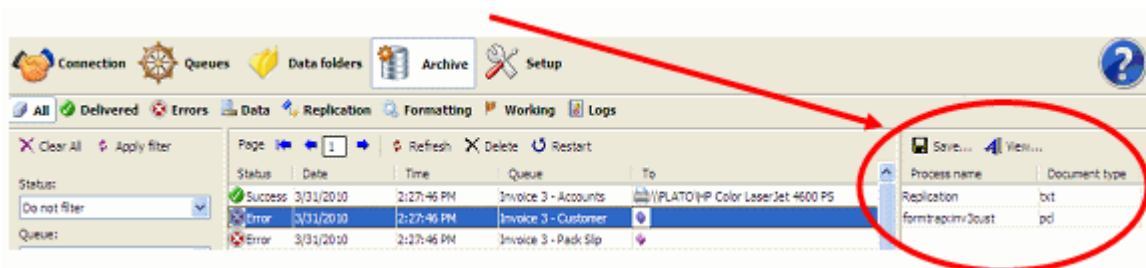 Connection Queues Data folders Archive Setup
All Delivered Errors Data Replication Formatting Working Logs
Clear All Apply filter Page 1 Refresh Delete Restart Save... View...
Status Date Time Queue To Process name Document type
Status: Success 3/31/2010 2:27:46 PM Invoice 3 - Accounts \\PLATO\HP Color LaserJet 4600 PS Replication txt
Do not filter Error 3/31/2010 2:27:46 PM Invoice 3 - Customer formtrap:inv3cust pcl
Queue: Error 3/31/2010 2:27:46 PM Invoice 3 - Pack Slip